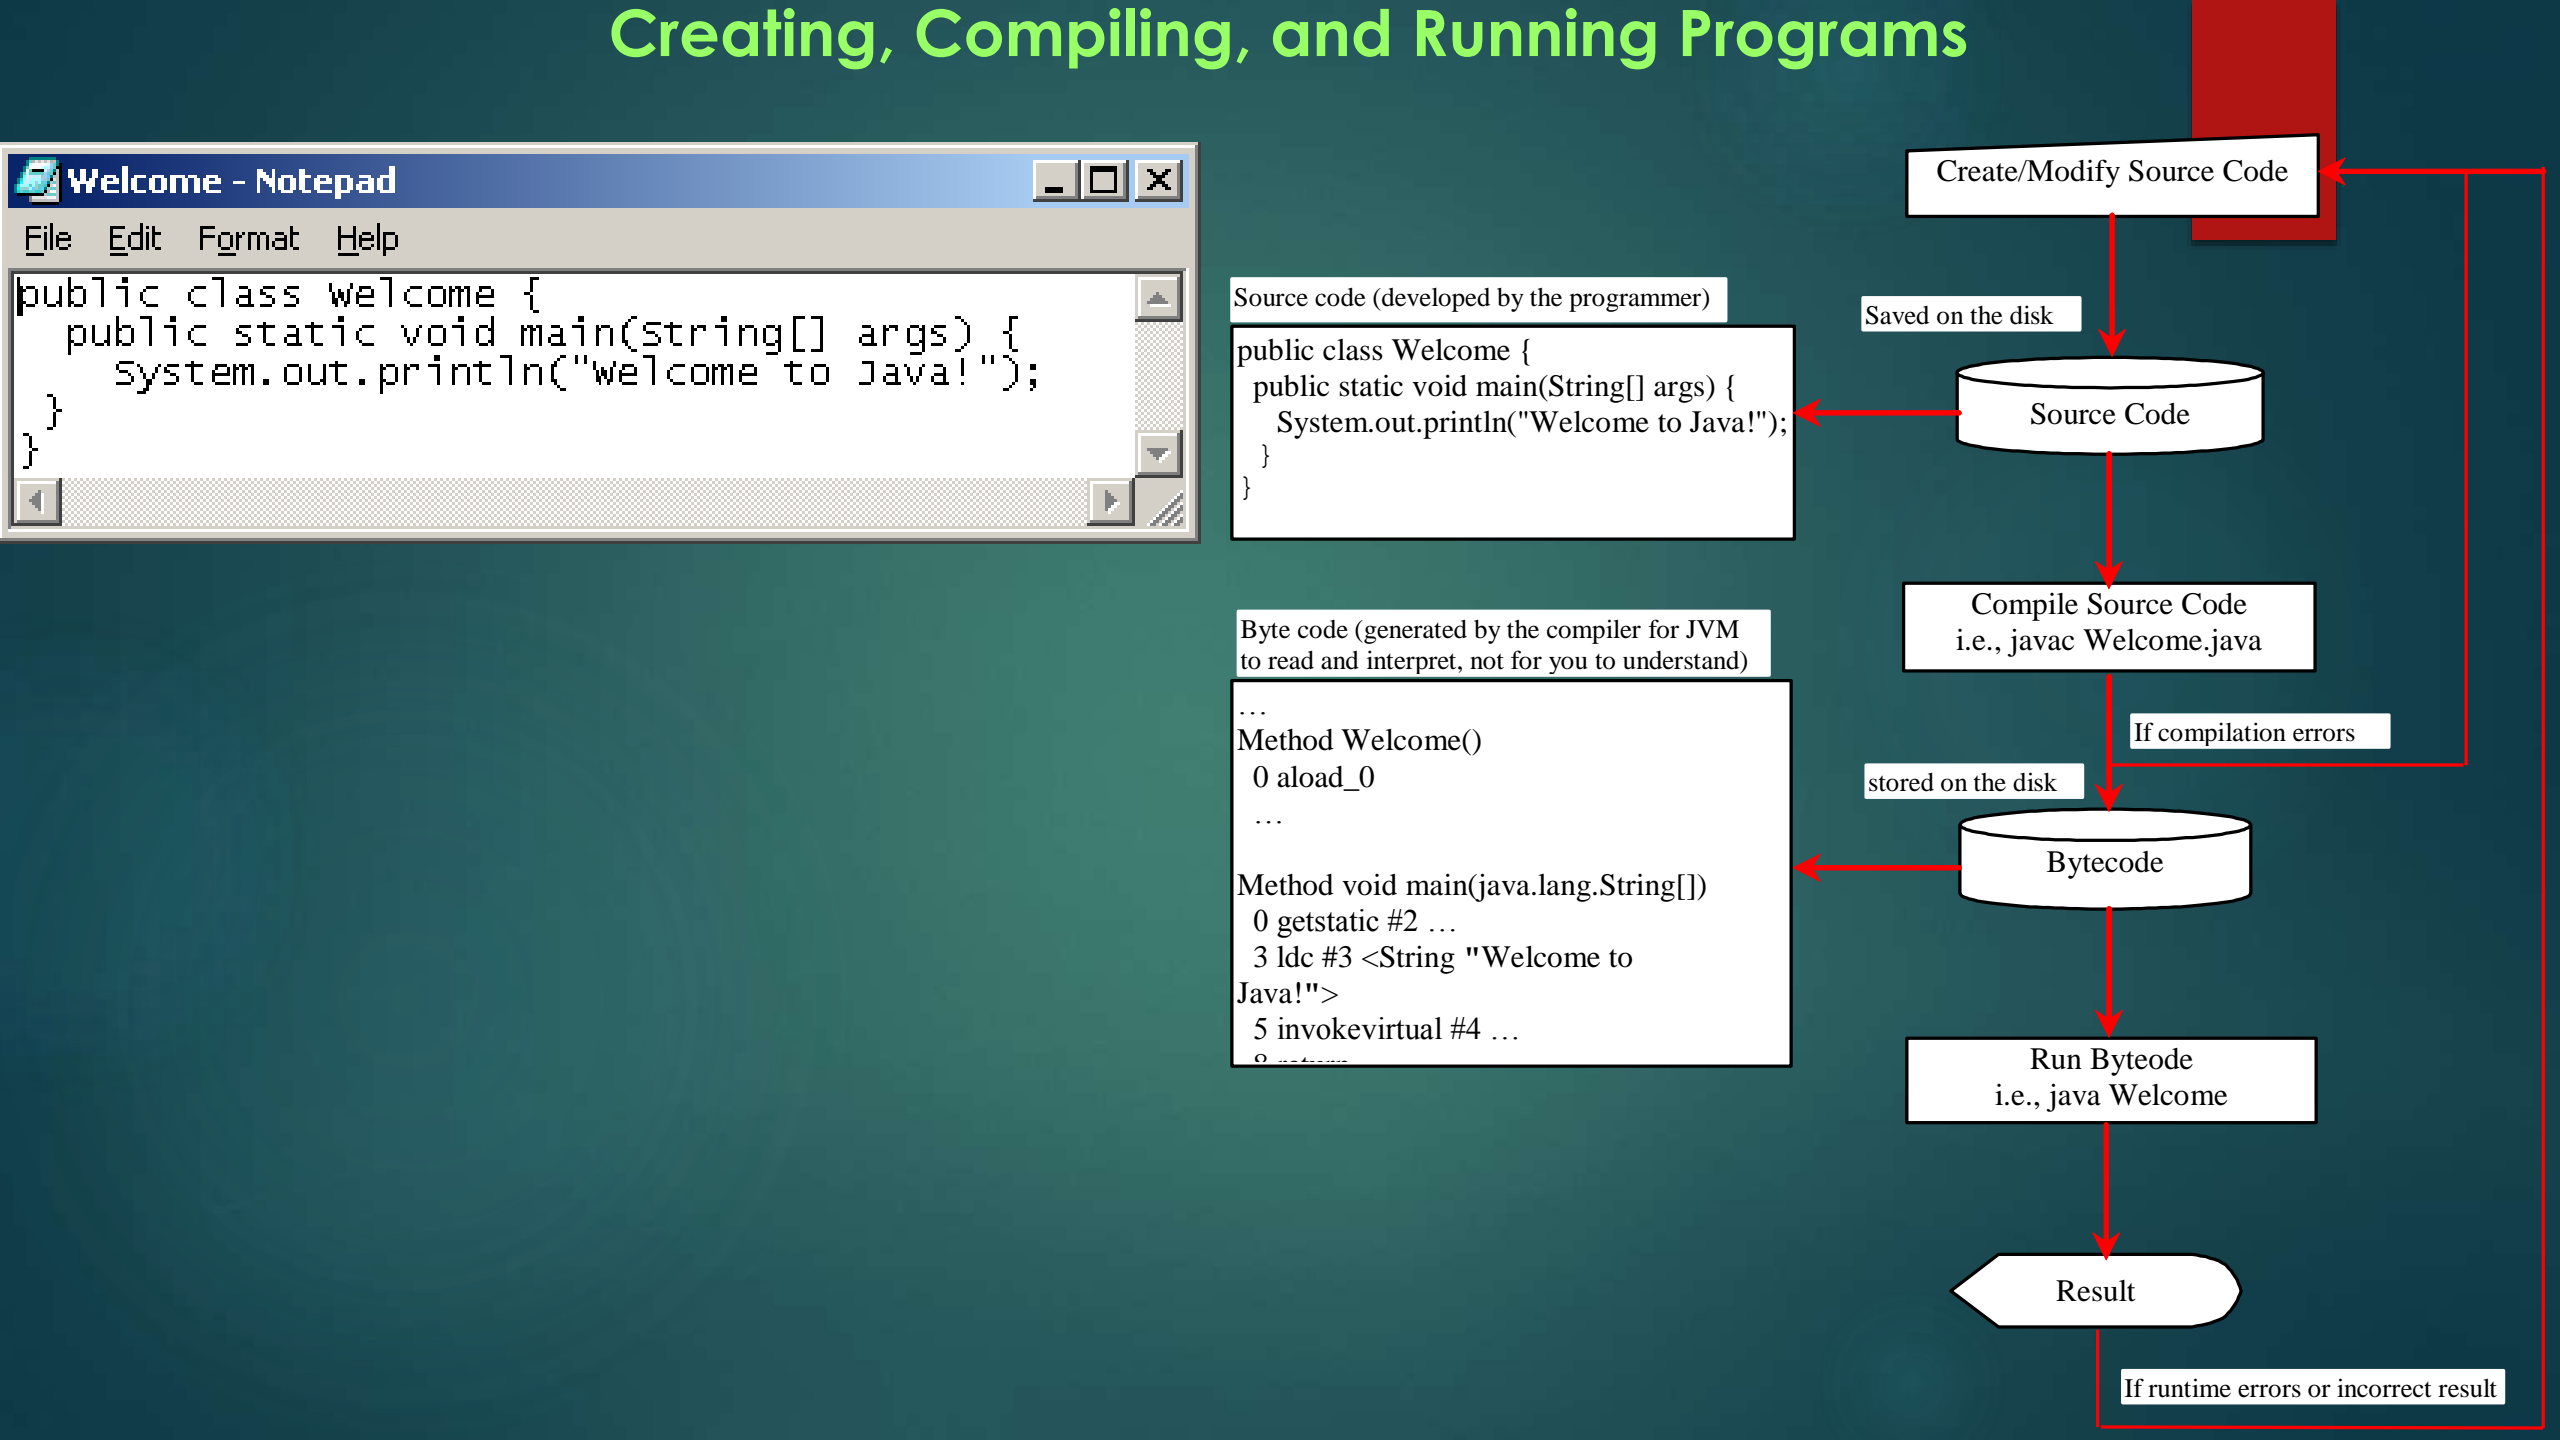 Creating, Compiling, and Running Programs
Welcome - Notepad
File Edit Format Help
public class Welcome {
public static void main(String[] args) {
System.out.println("Welcome to Java!");
}
}
Source code (developed by the programmer)
public class Welcome {
public static void main(String[] args) {
System.out.println("Welcome to Java!");
}
}
Byte code (generated by the compiler for JVM
to read and interpret, not for you to understand)
…
Method Welcome()
0 aload_0
…
Method void main(java.lang.String[])
0 getstatic #2 …
3 ldc #3 <String "Welcome to
Java!">
5 invokevirtual #4 …
Create/Modify Source Code
Saved on the disk
Source Code
Compile Source Code
i.e., javac Welcome.java
If compilation errors
stored on the disk
Bytecode
Run Byteode
i.e., java Welcome
Result
If runtime errors or incorrect result